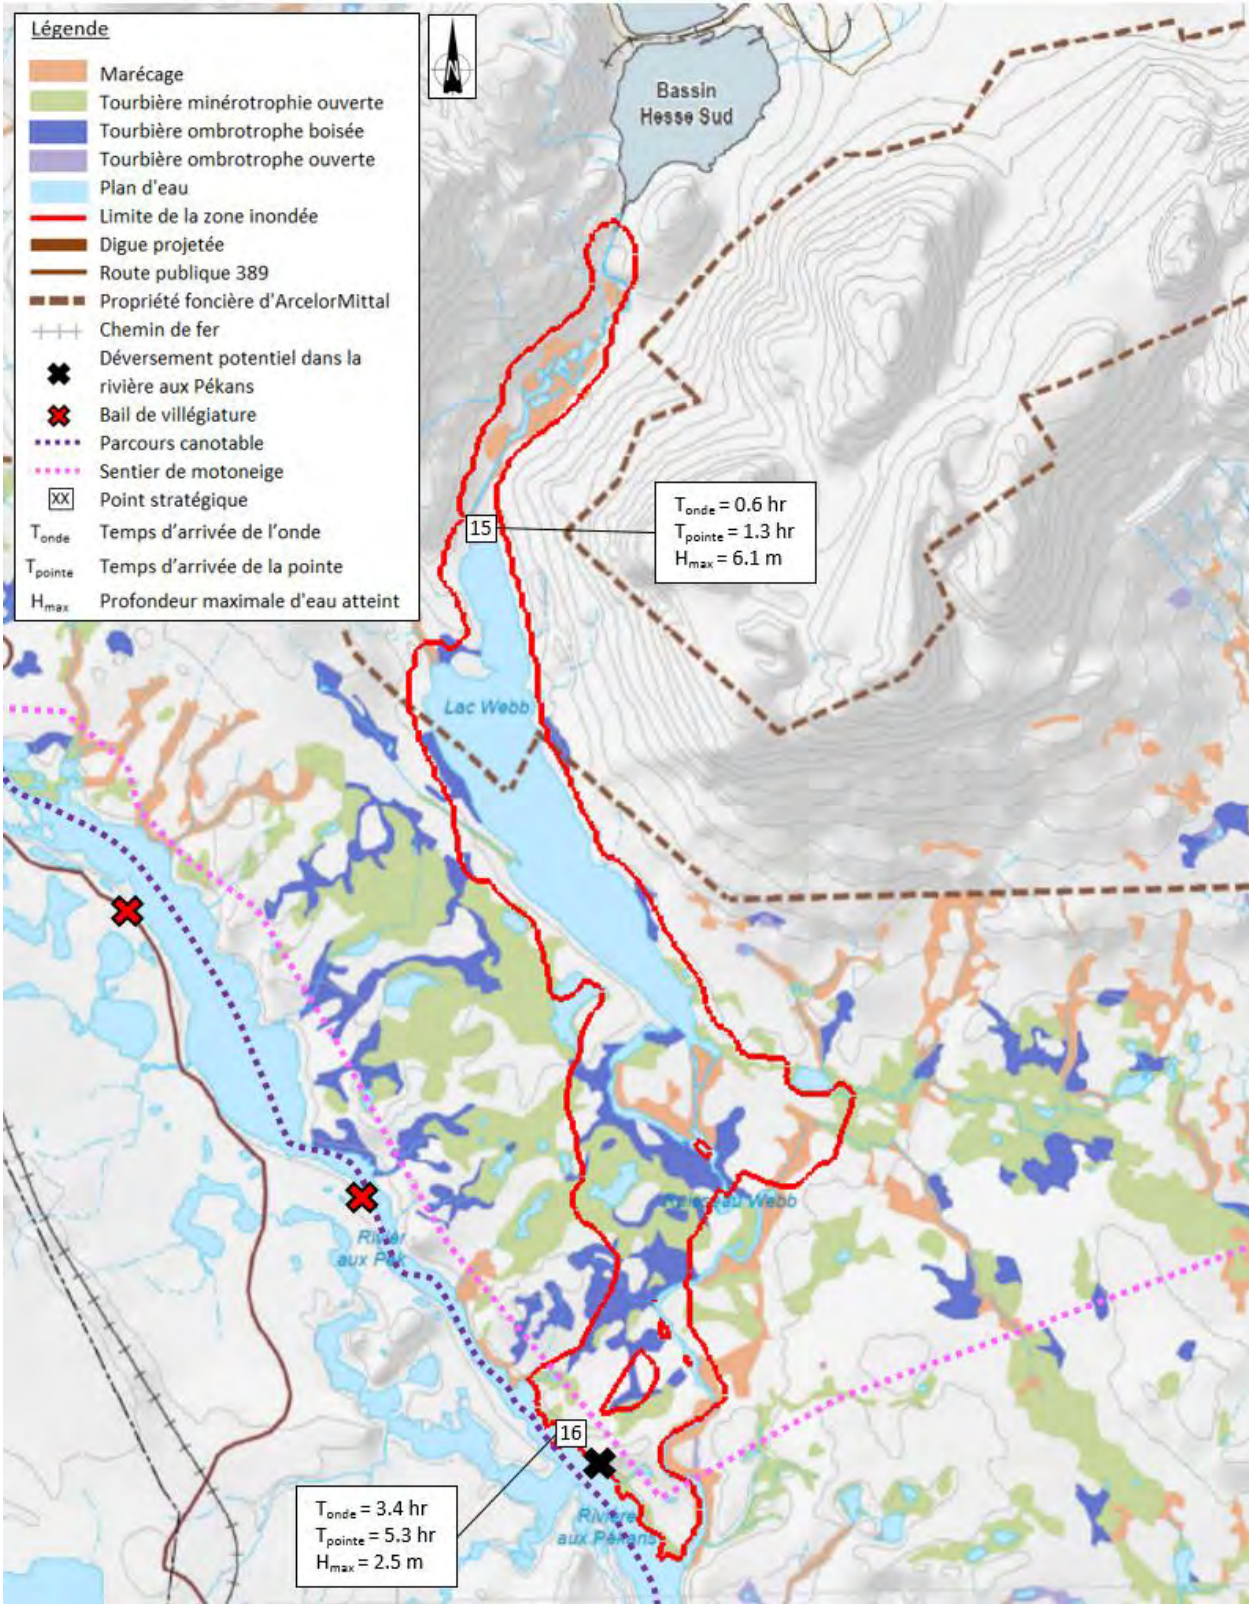 Légende
Marécage
Tourbière minérotrophie ouverte
Tourbière ombrotrophe boisée
Tourbière ombrotrophe ouverte
Plan d'eau
Limite de la zone inondée
Digue projetée
Route publique 389
Propriété foncière d'ArcelorMittal
Chemin de fer
Déversement potentiel dans la
rivière aux Pékans
Bail de villégiature
Parcours canotable
Sentier de motoneige
XX Point stratégique
Tonde Temps d'arrivée de l'onde
Tpointe Temps d'arrivée de la pointe
Hmax Profondeur maximale d'eau atteint
N
Bassin
Hesse Sud
15
Tonde = 0.6 hr
Tpointe = 1.3 hr
Hmax = 6.1 m
Lac Webb
Webb
Rivièr
aux Pék
16
Tonde = 3.4 hr
Tpointe = 5.3 hr
Hmax = 2.5 m
Rivière
aux Pékans